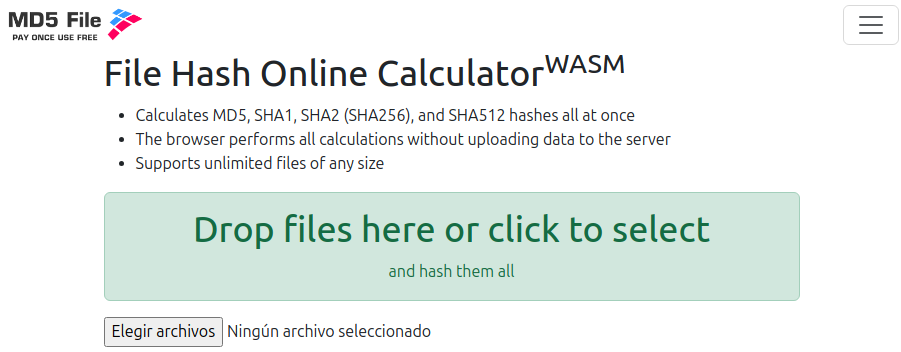 MD5 File
PAY ONCE USE FREE
File Hash Online Calculator WASM
Calculates MD5, SHA1, SHA2 (SHA256), and SHA512 hashes all at once
The browser performs all calculations without uploading data to the server
Supports unlimited files of any size
Drop files here or click to select
and hash them all
Elegir archivos Ningún archivo seleccionado